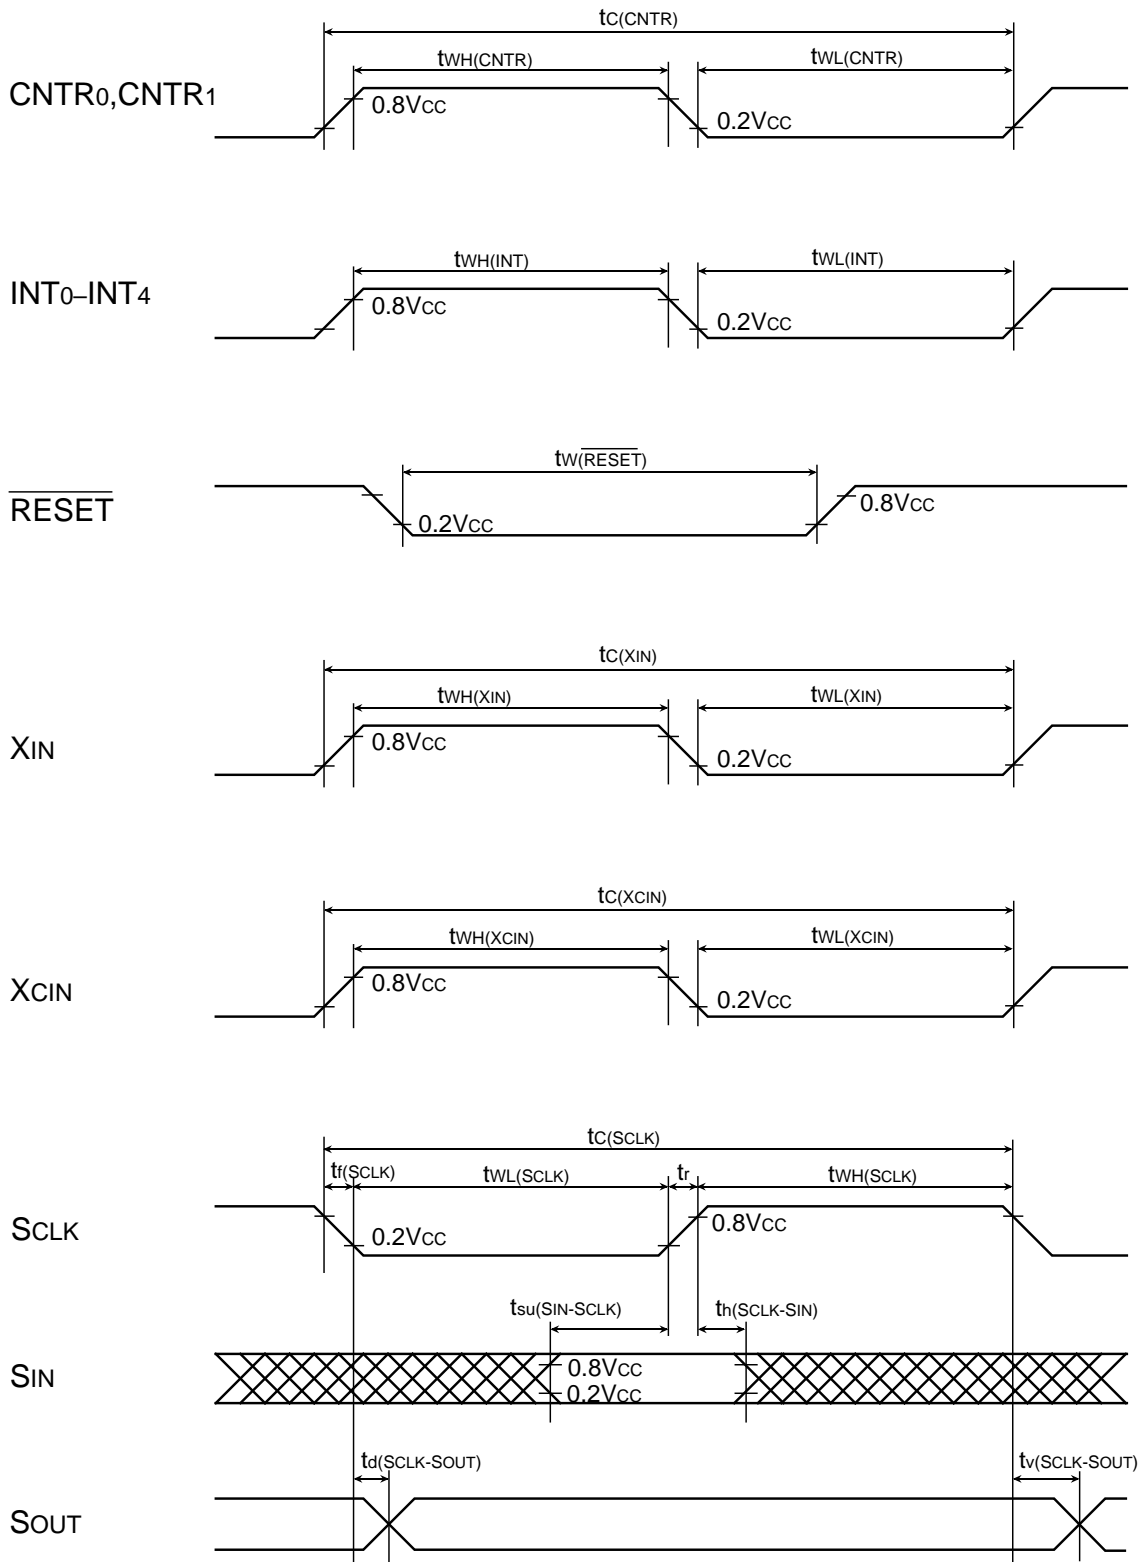 tC(CNTR)
tWH(CNTR) tWL(CNTR)
CNTR0,CNTR1
0.8VCC 0.2VCC
tWH(INT) tWL(INT)
INT0–INT4
0.8VCC 0.2VCC
tW(RESET)
RESET
0.2VCC 0.8VCC
tC(XIN)
tWH(XIN) tWL(XIN)
XIN
0.8VCC 0.2VCC
tC(XCIN)
tWH(XCIN) tWL(XCIN)
XCIN
0.8VCC 0.2VCC
tC(SCLK)
tf(SCLK) tWL(SCLK) tr tWH(SCLK)
SCLK
0.2VCC 0.8VCC
tsu(SIN-SCLK) th(SCLK-SIN)
SIN
0.8VCC
0.2VCC
td(SCLK-SOUT) tv(SCLK-SOUT)
SOUT